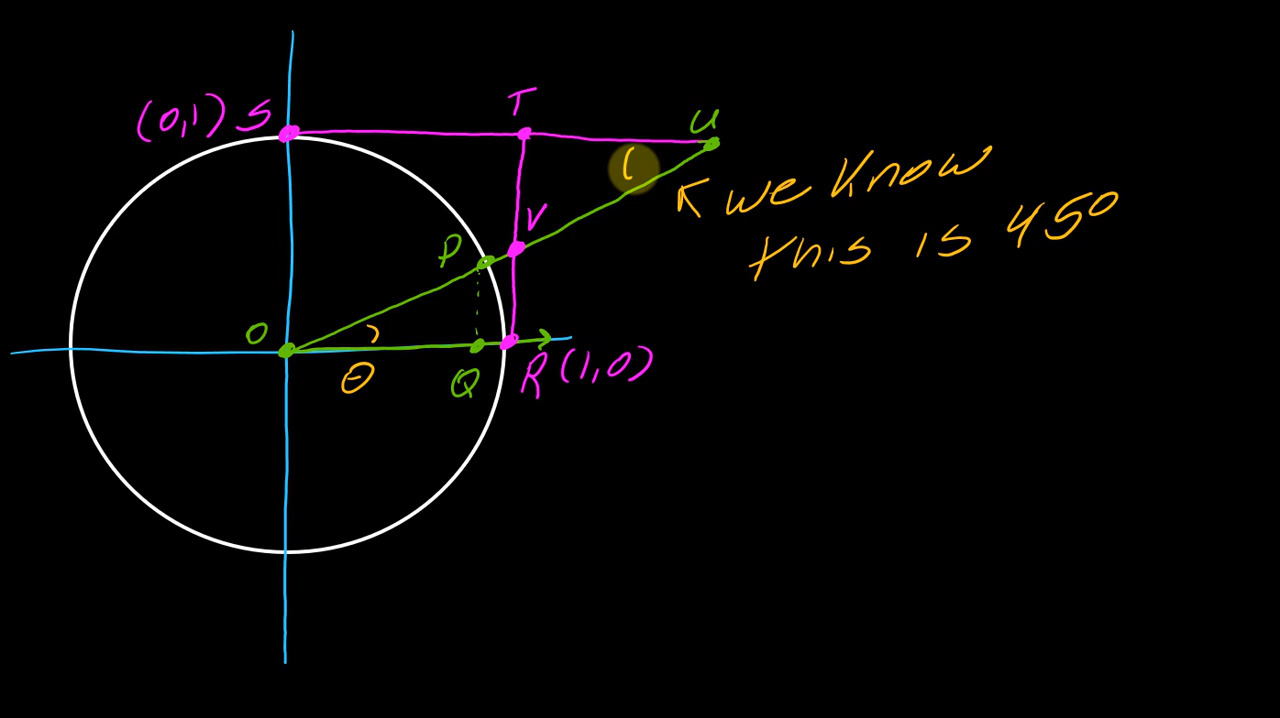 (0,1) S
T
U
K we know
this is 45°
V
P
O
θ
Q
R(1,0)